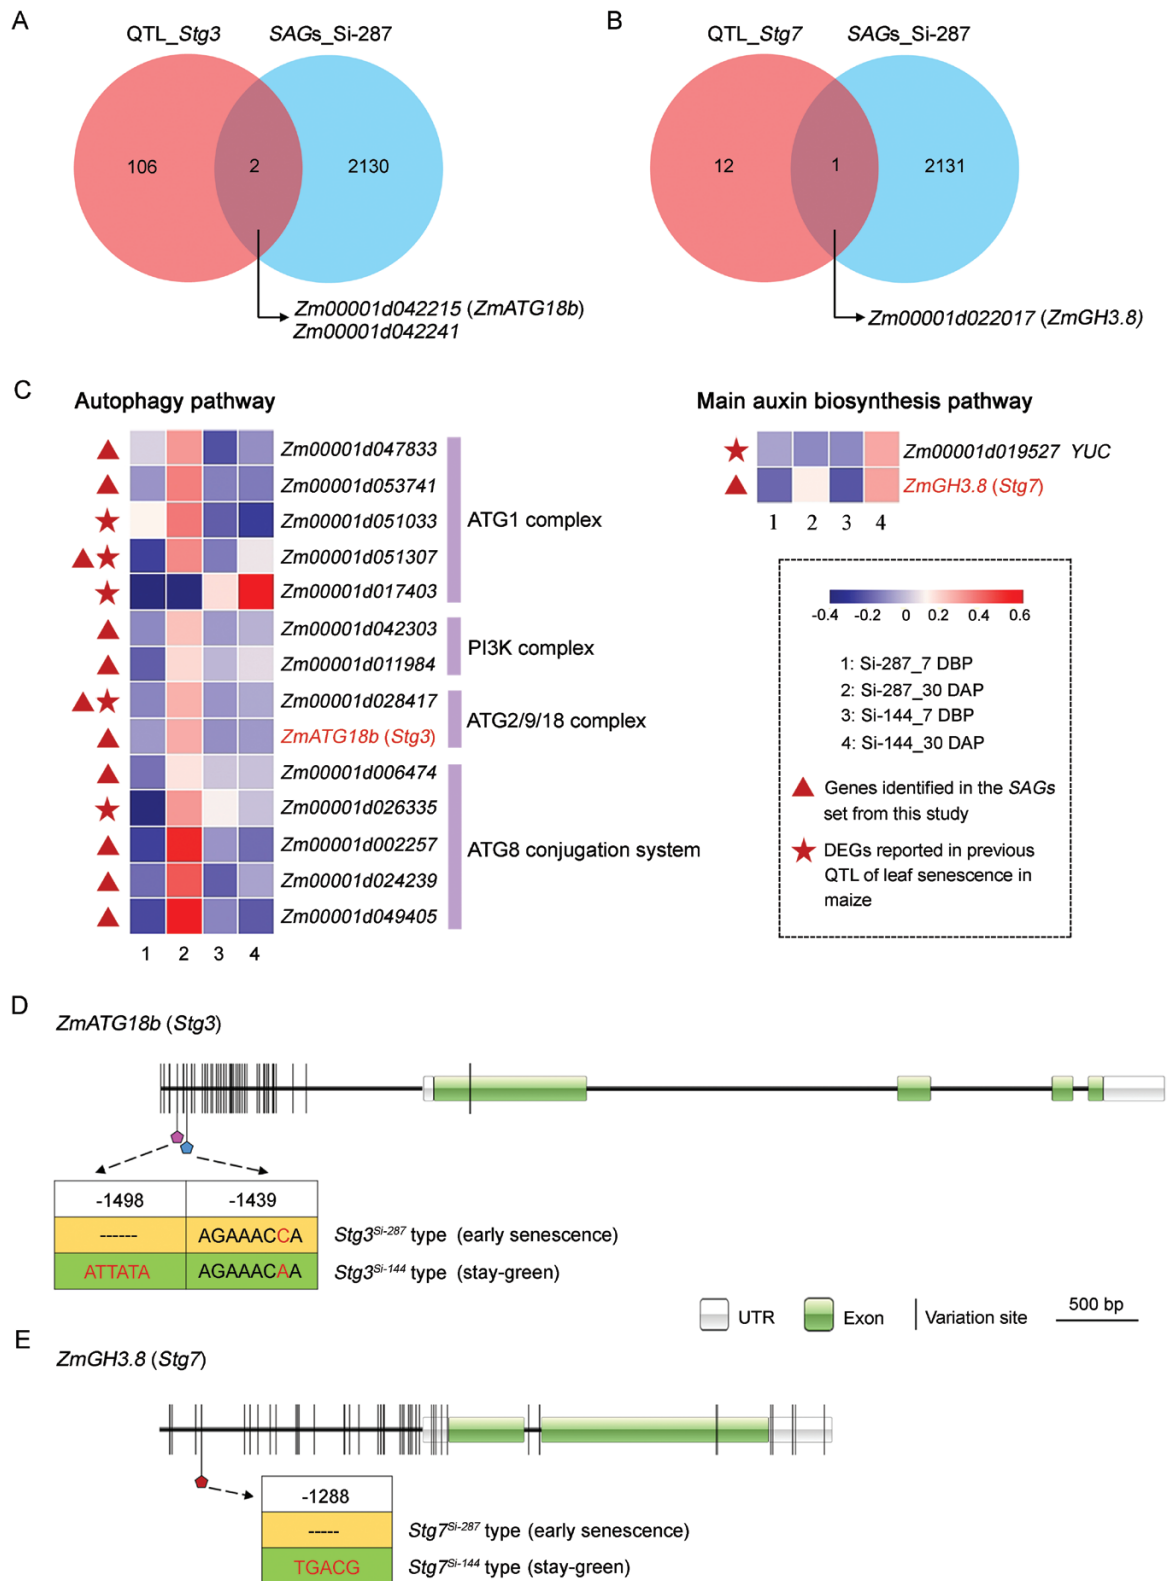 A
QTL_Stg3
SAGs_Si-287
106
2
2130
Zm00001d042215 (ZmATG18b)
Zm00001d042241
B
QTL_Stg7
SAGs_Si-287
12
1
2131
Zm00001d022017 (ZmGH3.8)
C
Autophagy pathway
Zm00001d047833
Zm00001d053741
Zm00001d051033
Zm00001d051307
Zm00001d017403
Zm00001d042303
Zm00001d011984
Zm00001d028417
ZmATG18b (Stg3)
Zm00001d006474
Zm00001d026335
Zm00001d002257
Zm00001d024239
Zm00001d049405
1 2 3 4
ATG1 complex
PI3K complex
ATG2/9/18 complex
ATG8 conjugation system
Main auxin biosynthesis pathway
Zm00001d019527 YUC
ZmGH3.8 (Stg7)
1 2 3 4
-0.4 -0.2 0 0.2 0.4 0.6
1: Si-287_7 DBP
2: Si-287_30 DAP
3: Si-144_7 DBP
4: Si-144_30 DAP
Genes identified in the SAGs
set from this study
DEGs reported in previous
QTL of leaf senescence in
maize
D
ZmATG18b (Stg3)
-1498 -1439
------ AGAAACCA Stg3Si-287 type (early senescence)
ATTATA AGAAACAA Stg3Si-144 type (stay-green)
UTR Exon Variation site 500 bp
E
ZmGH3.8 (Stg7)
-1288
----- Stg7Si-287 type (early senescence)
TGACG Stg7Si-144 type (stay-green)